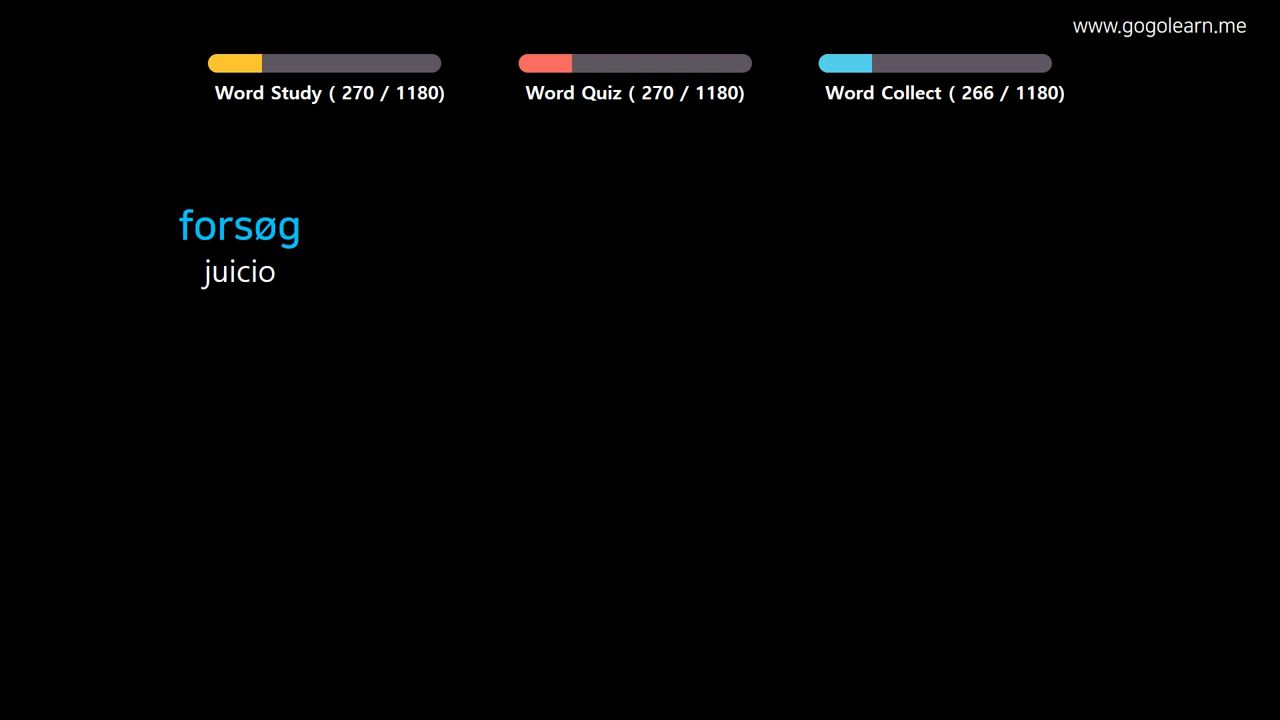 www.gogolearn.me
Word Study ( 270 / 1180)
Word Quiz ( 270 / 1180)
Word Collect ( 266 / 1180)
forsøg
juicio